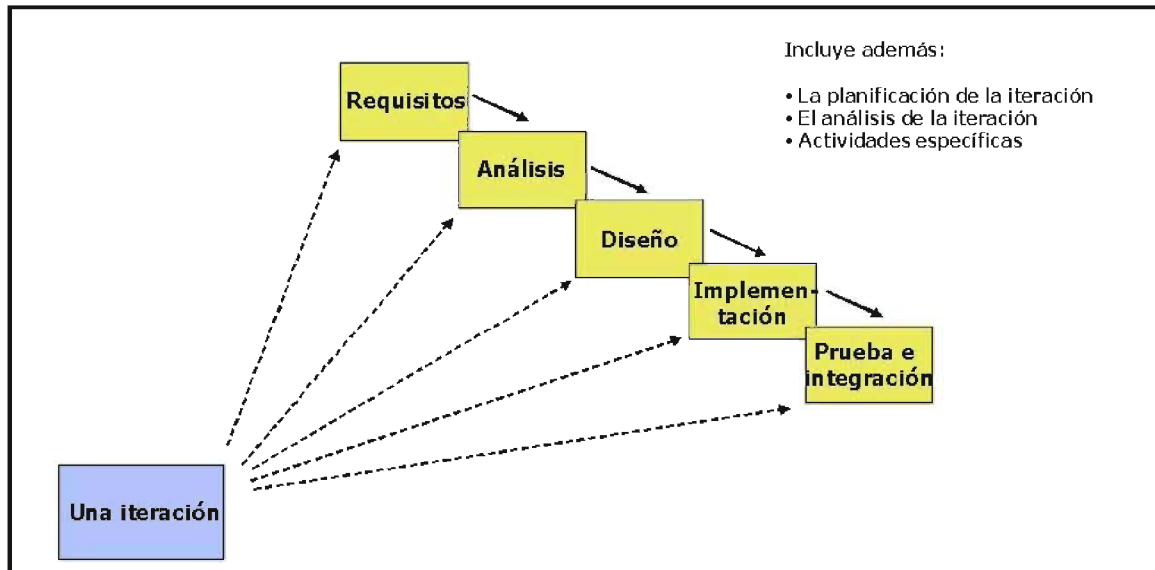 Incluye además:
• La planificación de la iteración
• El análisis de la iteración
• Actividades específicas
Requisitos
Análisis
Diseño
Implemen-
tación
Prueba e
integración
Una iteración